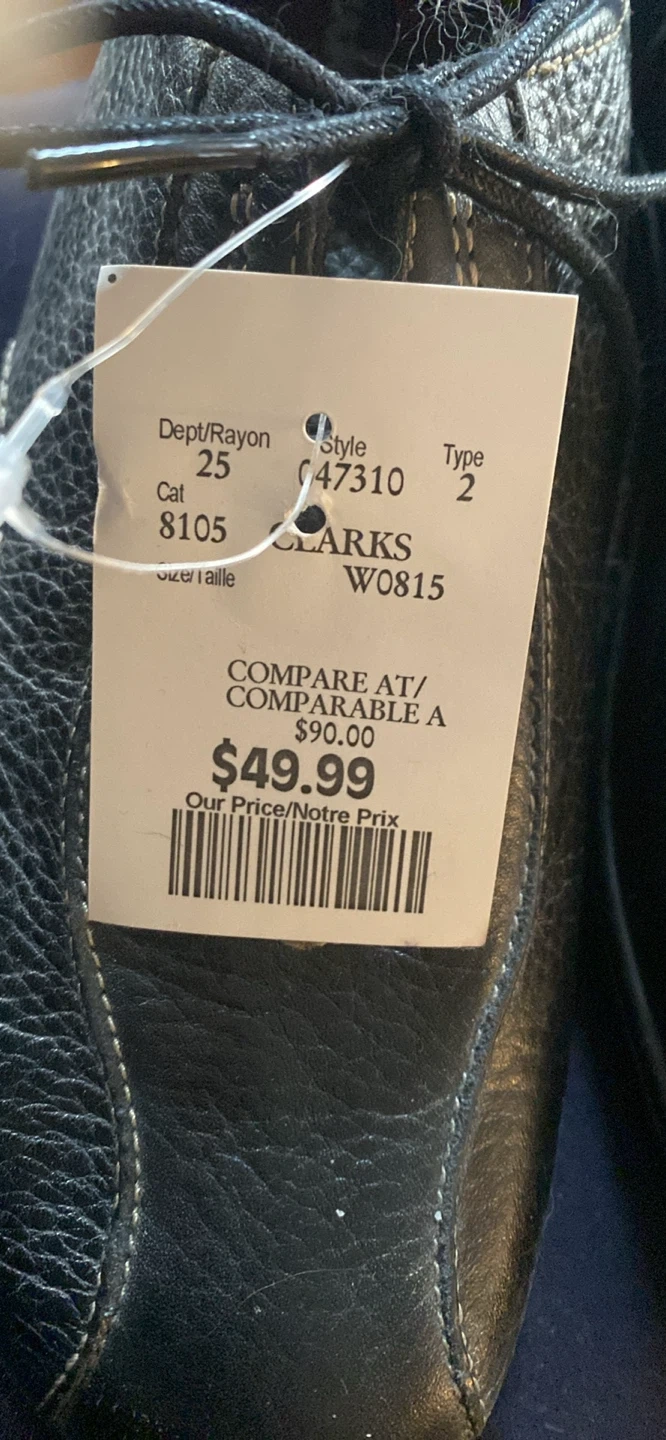 Dept/Rayon Style Type
25 047310 2
Cat
8105 CLARKS
Size/Taille W0815
COMPARE AT/
COMPARABLE A
$90.00
$49.99
Our Price/Notre Prix